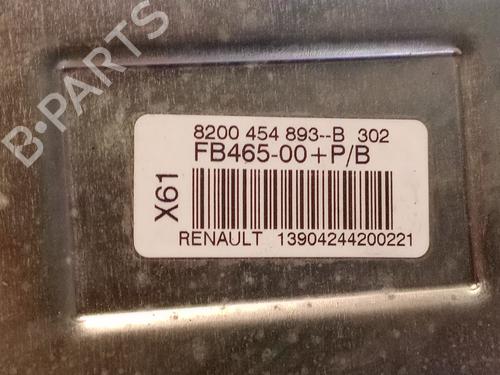 B·PARTS
8200 454 893--B 302
FB465-00+P/B
X61
RENAULT 13904244200221